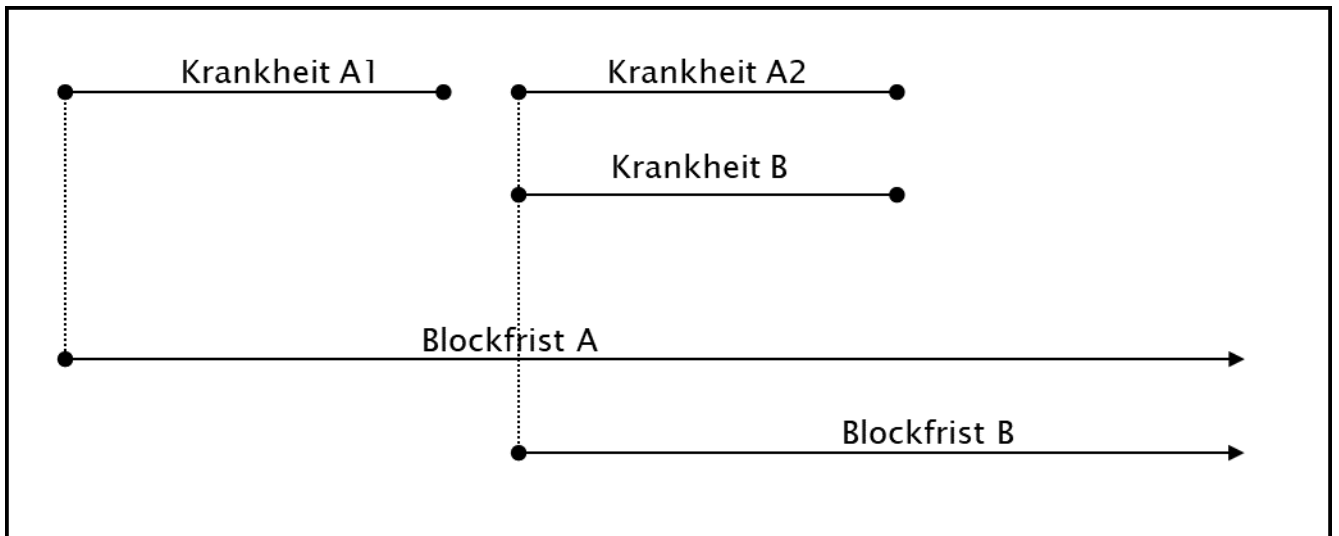 Krankheit A1
Krankheit A2
Krankheit B
Blockfrist A
Blockfrist B